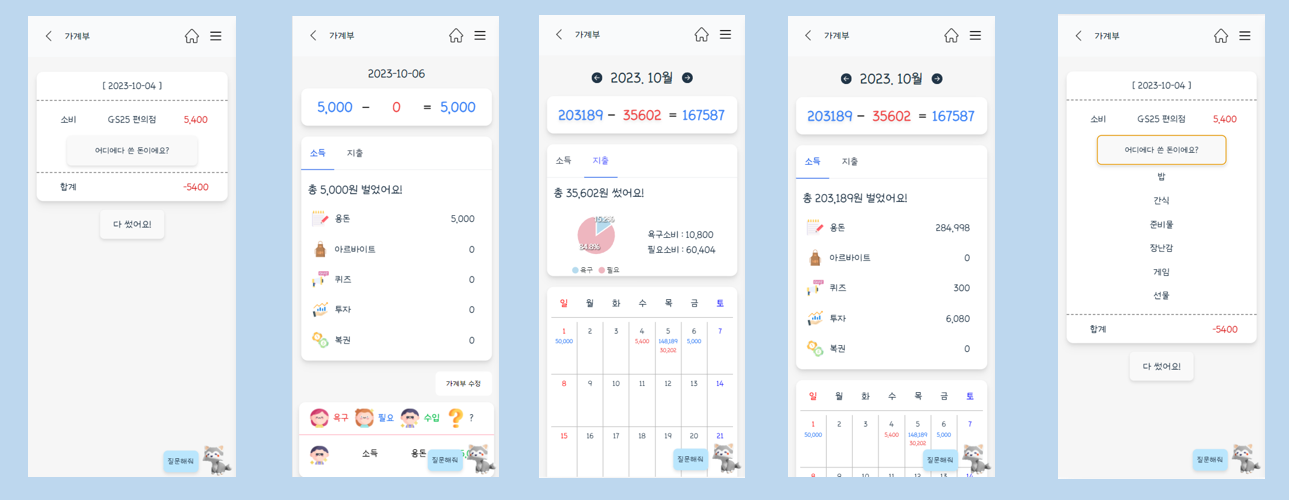 가계부
[ 2023-10-04 ]
소비 GS25 편의점 5,400
어디에다 쓴 돈이에요?
합계 -5400
다 썼어요!
질문해줘
가계부
2023-10-06
5,000 - 0 = 5,000
소득 지출
총 5,000원 벌었어요!
용돈 5,000
아르바이트 0
퀴즈 0
투자 0
복권 0
가계부 수정
욕구 필요 수입 ?
소득 용돈
질문해줘
가계부
2023. 10월
203189 - 35602 = 167587
소득 지출
총 35,602원 썼어요!
84.8%
욕구소비 : 10,800
필요소비 : 60,404
욕구 필요
일 월 화 수 목 금 토
1 2 3 4 5 6 7
50,000 5,400 148,189 5,000
30,202
8 9 10 11 12 13 14
15 16 17 18 19 20 21
질문해줘
가계부
2023. 10월
203189 - 35602 = 167587
소득 지출
총 203,189원 벌었어요!
용돈 284,998
아르바이트 0
퀴즈 300
투자 6,080
복권 0
일 월 화 수 목 금 토
1 2 3 4 5 6 7
50,000 5,400 148,189 5,000
30,202
질문해줘
가계부
[ 2023-10-04 ]
소비 GS25 편의점 5,400
어디에다 쓴 돈이에요?
밥
간식
준비물
장난감
게임
선물
합계 -5400
다 썼어요!
질문해줘